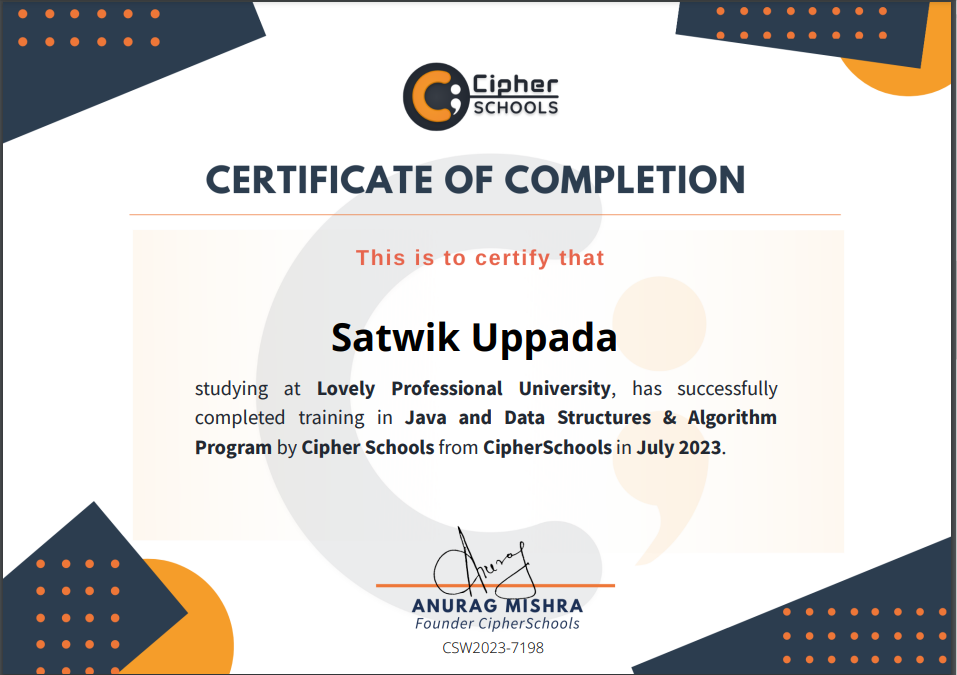 Cipher
SCHOOLS
CERTIFICATE OF COMPLETION
This is to certify that
Satwik Uppada
studying at Lovely Professional University, has successfully
completed training in Java and Data Structures & Algorithm
Program by Cipher Schools from CipherSchools in July 2023.
Anuraj
ANURAG MISHRA
Founder CipherSchools
CSW2023-7198